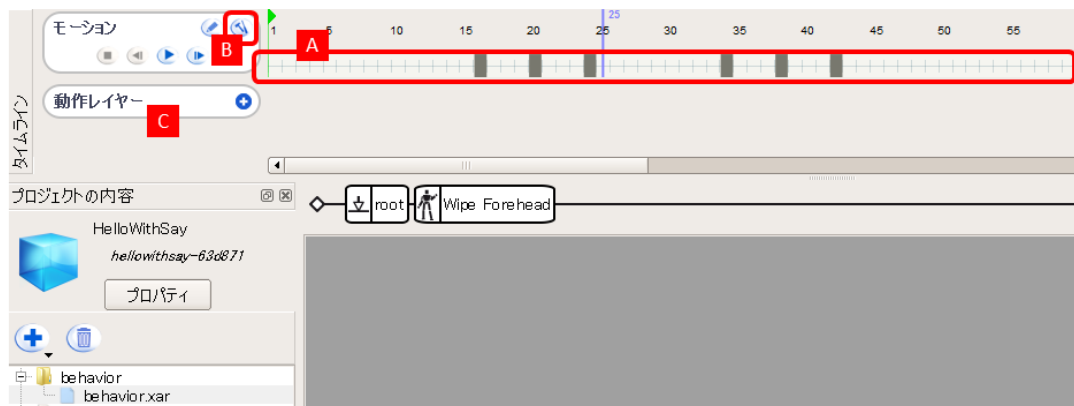 25
モーション
B
1 5 10 15 20 25 30 35 40 45 50 55
A
動作レイヤー
C
タイムライン
プロジェクトの内容
root
Wipe Forehead
HelloWithSay
hellowithsay-63d871
プロパティ
behavior
behavior.xar